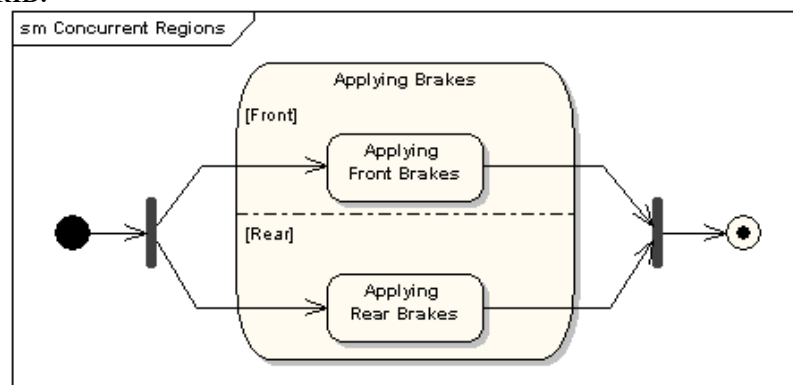 sm Concurrent Regions
Applying Brakes
[Front]
Applying
Front Brakes
[Rear]
Applying
Rear Brakes